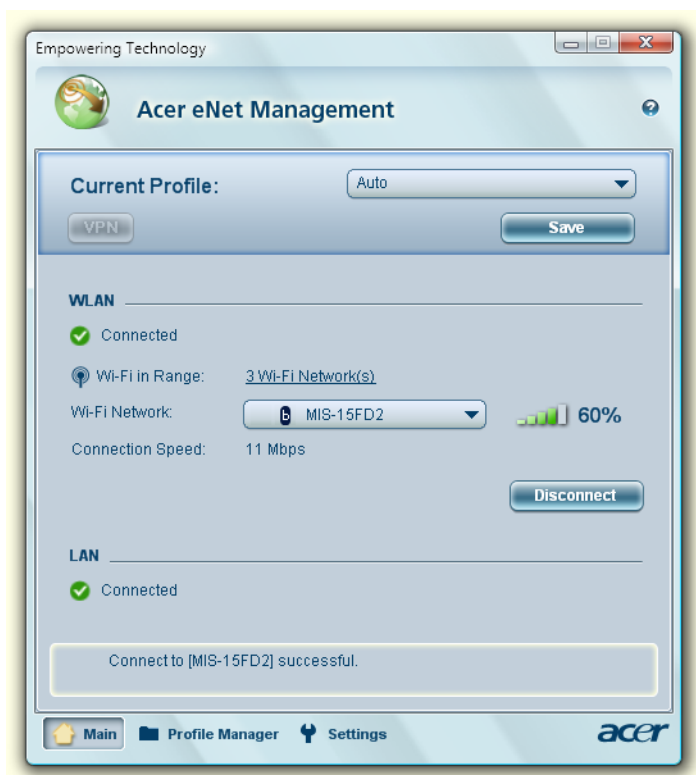 Empowering Technology
Acer eNet Management
Current Profile: Auto
VPN Save
WLAN
Connected
Wi-Fi in Range: 3 Wi-Fi Network(s)
Wi-Fi Network: b MIS-15FD2 60%
Connection Speed: 11 Mbps
Disconnect
LAN
Connected
Connect to [MIS-15FD2] successful.
Main Profile Manager Settings acer